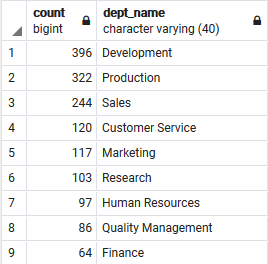 count dept_name
bigint character varying (40)
1 396 Development
2 322 Production
3 244 Sales
4 120 Customer Service
5 117 Marketing
6 103 Research
7 97 Human Resources
8 86 Quality Management
9 64 Finance